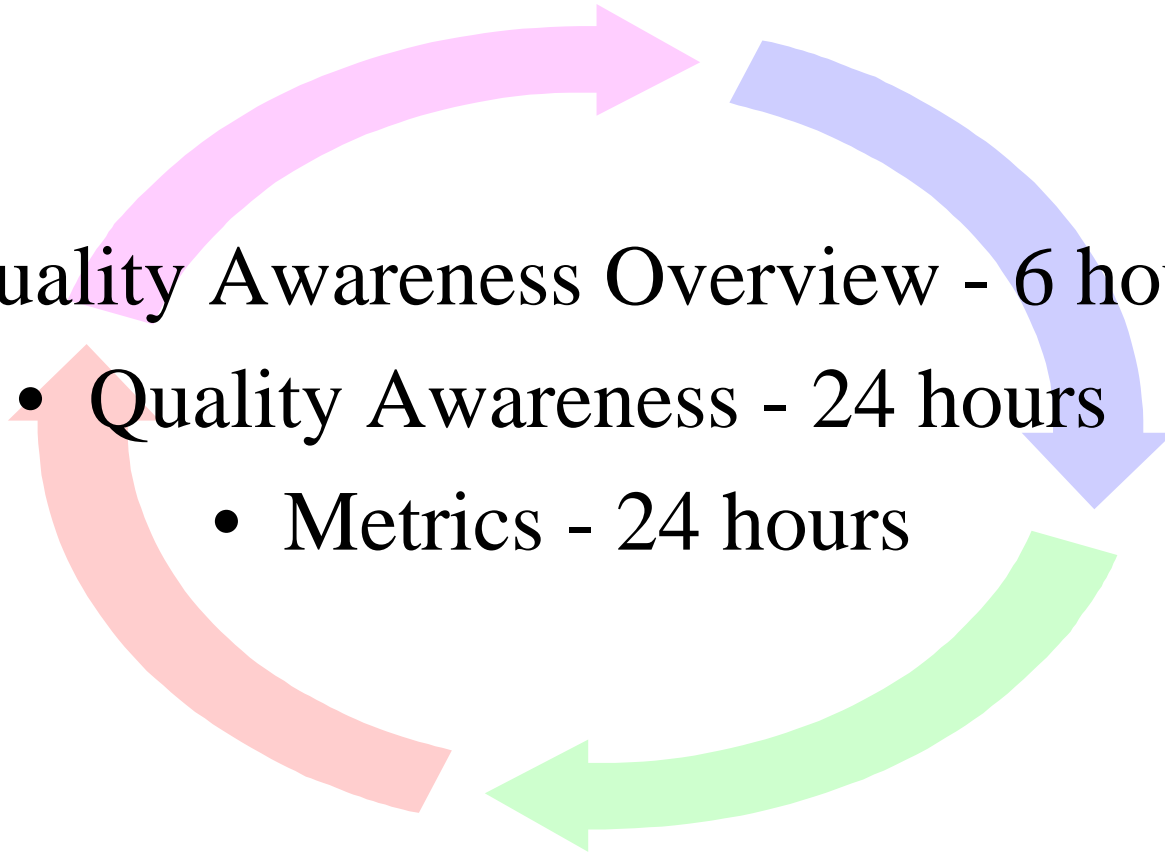 uality Awareness Overview - 6 ho
• Quality Awareness - 24 hours
• Metrics - 24 hours